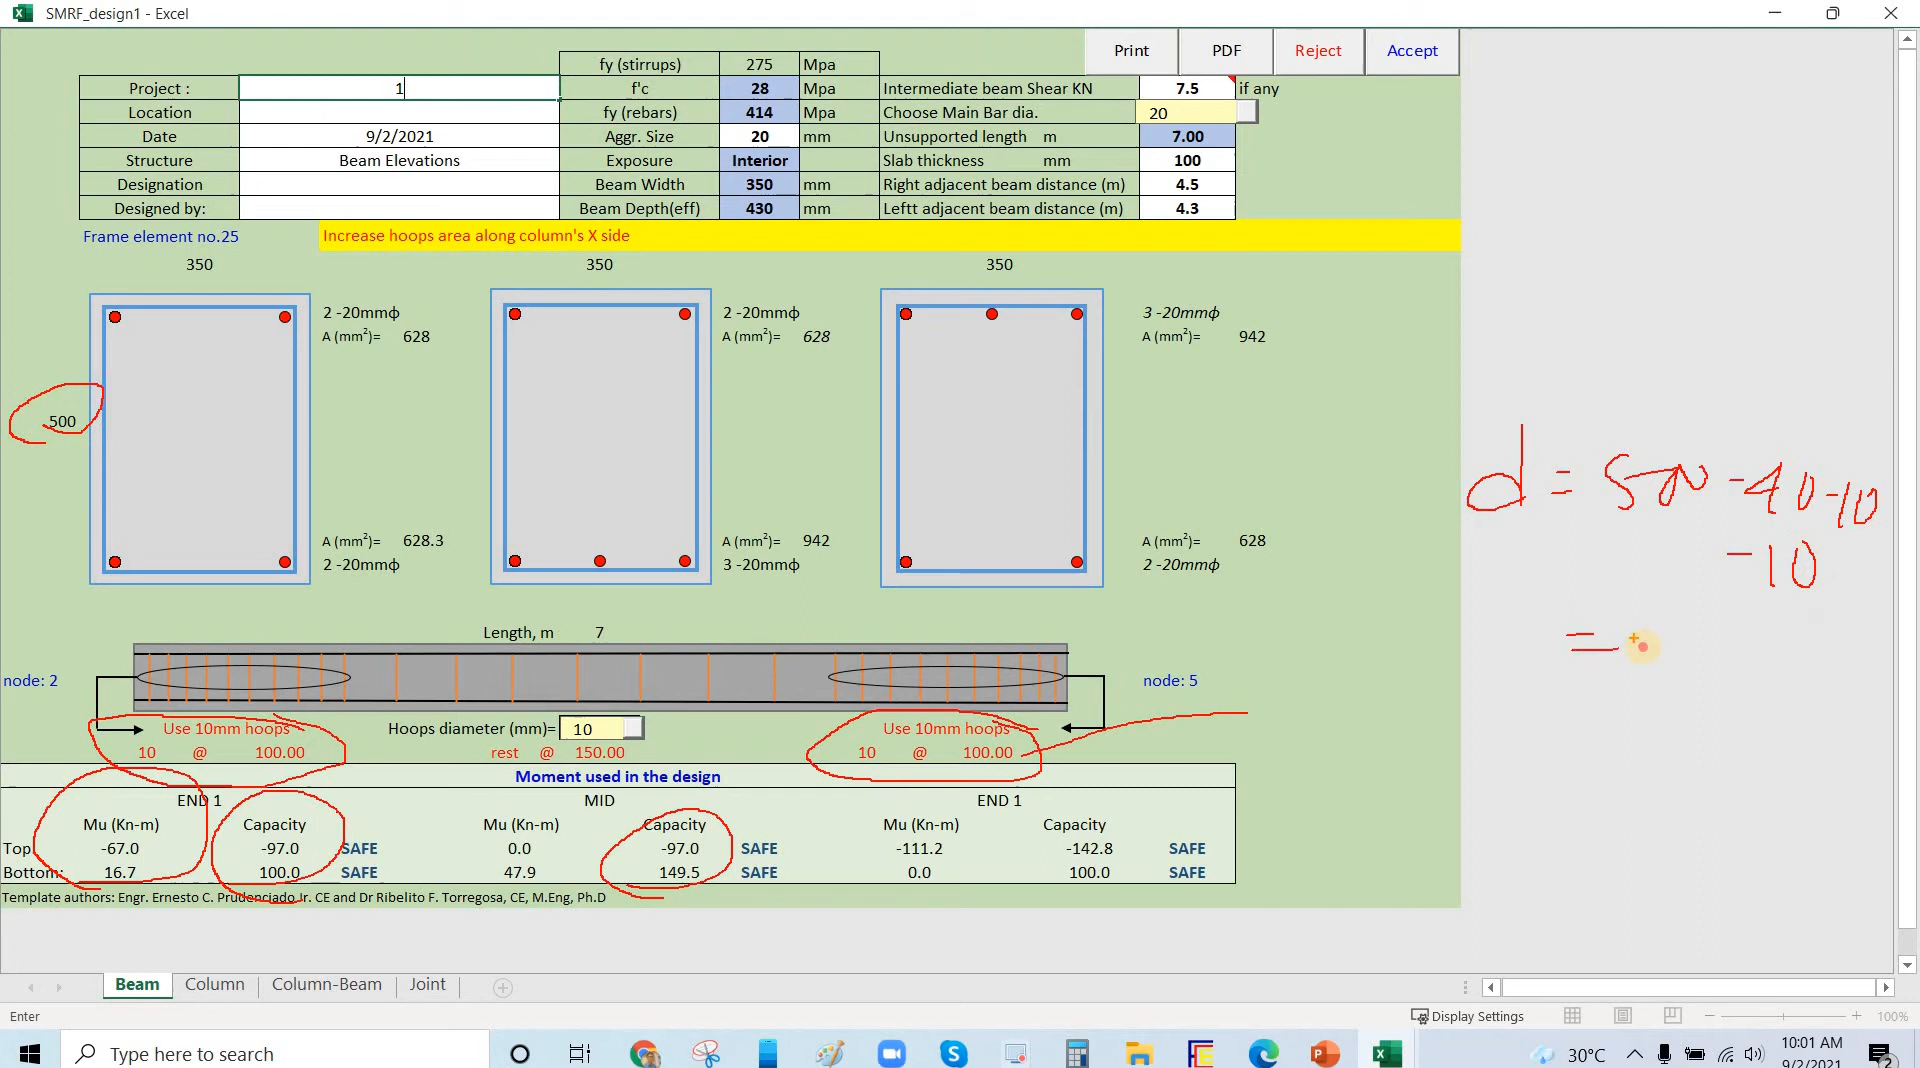 SMRF_design1 - Excel
Print PDF Reject Accept
fy (stirrups) 275 Mpa
Project : 1 f'c 28 Mpa Intermediate beam Shear KN 7.5 if any
Location fy (rebars) 414 Mpa Choose Main Bar dia. 20
Date 9/2/2021 Aggr. Size 20 mm Unsupported length m 7.00
Structure Beam Elevations Exposure Interior Slab thickness mm 100
Designation Beam Width 350 mm Right adjacent beam distance (m) 4.5
Designed by: Beam Depth(eff) 430 mm Leftt adjacent beam distance (m) 4.3
Frame element no.25 Increase hoops area along column's X side
350 350 350
2 -20mmϕ 2 -20mmϕ 3 -20mmϕ
A (mm²)= 628 A (mm²)= 628 A (mm²)= 942
500
d = 500 -40-10
-10
=
A (mm²)= 628.3 A (mm²)= 942 A (mm²)= 628
2 -20mmϕ 3 -20mmϕ 2 -20mmϕ
Length, m 7
node: 2 node: 5
Use 10mm hoops Hoops diameter (mm)= 10 Use 10mm hoops
10 @ 100.00 rest @ 150.00 10 @ 100.00
Moment used in the design
END 1 MID END 1
Mu (Kn-m) Capacity Mu (Kn-m) Capacity Mu (Kn-m) Capacity
Top -67.0 -97.0 SAFE 0.0 -97.0 SAFE -111.2 -142.8 SAFE
Bottom: 16.7 100.0 SAFE 47.9 149.5 SAFE 0.0 100.0 SAFE
Template authors: Engr. Ernesto C. Prudenciado Jr. CE and Dr Ribelito F. Torregosa, CE, M.Eng, Ph.D
Beam Column Column-Beam Joint
Enter Display Settings 100%
Type here to search 30°C 10:01 AM
9/2/2021 2